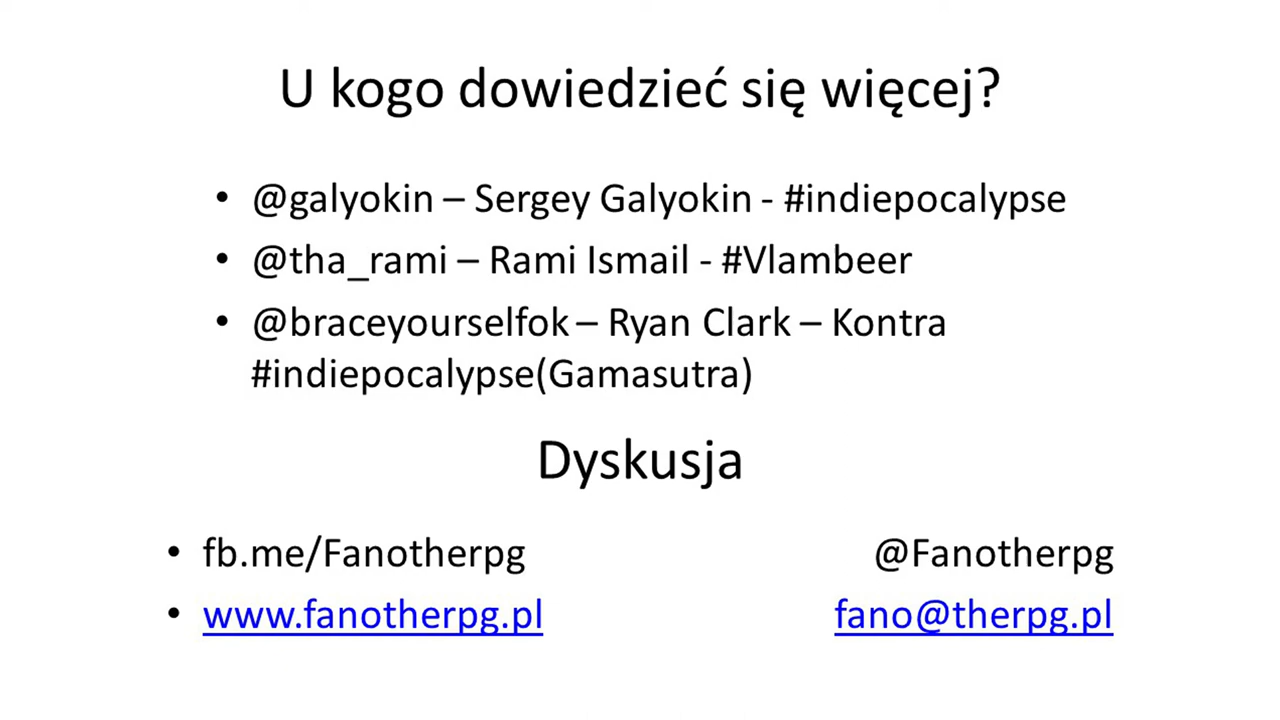 U kogo dowiedzieć się więcej?
• @galyokin – Sergey Galyokin - #indiepocalypse
• @tha_rami – Rami Ismail - #Vlambeer
• @braceyourselfok – Ryan Clark – Kontra
#indiepocalypse(Gamasutra)
Dyskusja
• fb.me/Fanotherpg @Fanotherpg
• www.fanotherpg.pl fano@therpg.pl